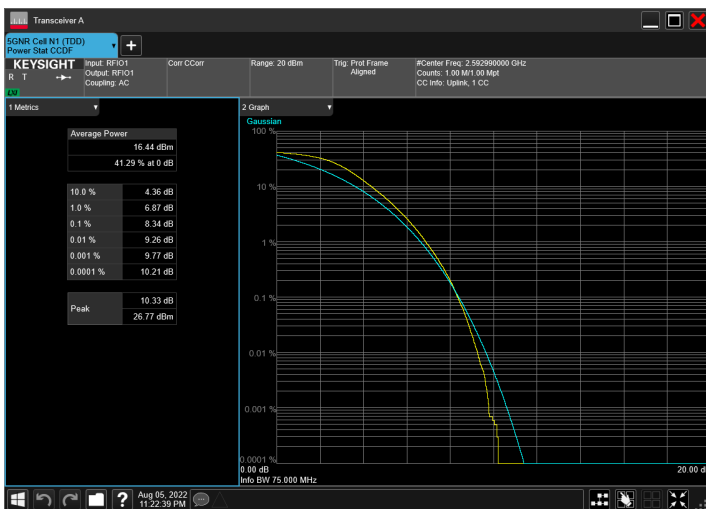 Transceiver A
5GNR Cell N1 (TDD)
Power Stat CCDF
KEYSIGHT
R T
LXI
Input: RFIO1
Output: RFIO1
Coupling: AC
Corr CCorr
Range: 20 dBm
Trig: Prot Frame
Aligned
#Center Freq: 2.592990000 GHz
Counts: 1.00 M/1.00 Mpt
CC Info: Uplink, 1 CC
1 Metrics
Average Power
16.44 dBm
41.29 % at 0 dB
10.0 % 4.36 dB
1.0 % 6.87 dB
0.1 % 8.34 dB
0.01 % 9.26 dB
0.001 % 9.77 dB
0.0001 % 10.21 dB
Peak
10.33 dB
26.77 dBm
2 Graph
Gaussian
100 %
10 %
1 %
0.1 %
0.01 %
0.001 %
0.0001 %
0.00 dB
20.00 d
Info BW 75.000 MHz
?
Aug 05, 2022
11:22:39 PM